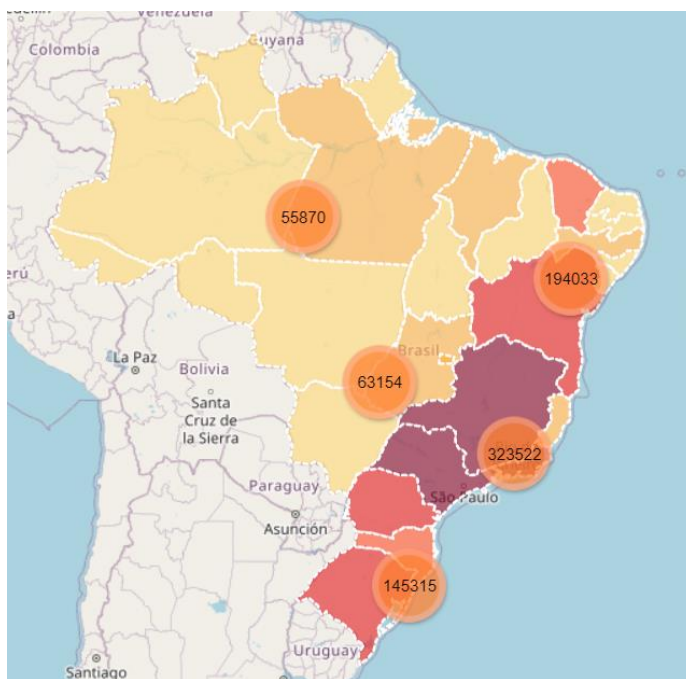 Venezuela
Guyana
Colombia
55870
194033
La Paz
Bolivia
Brasil
63154
Santa
Cruz de
la Sierra
323522
São Paulo
Paraguay
Asunción
145315
Uruguay
Santiago